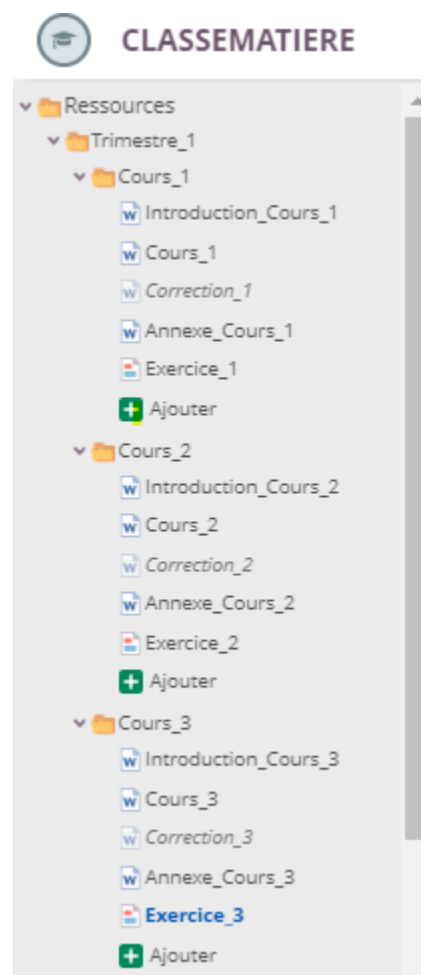 CLASSEMATIERE
Ressources
Trimestre_1
Cours_1
Introduction_Cours_1
Cours_1
Correction_1
Annexe_Cours_1
Exercice_1
Ajouter
Cours_2
Introduction_Cours_2
Cours_2
Correction_2
Annexe_Cours_2
Exercice_2
Ajouter
Cours_3
Introduction_Cours_3
Cours_3
Correction_3
Annexe_Cours_3
Exercice_3
Ajouter